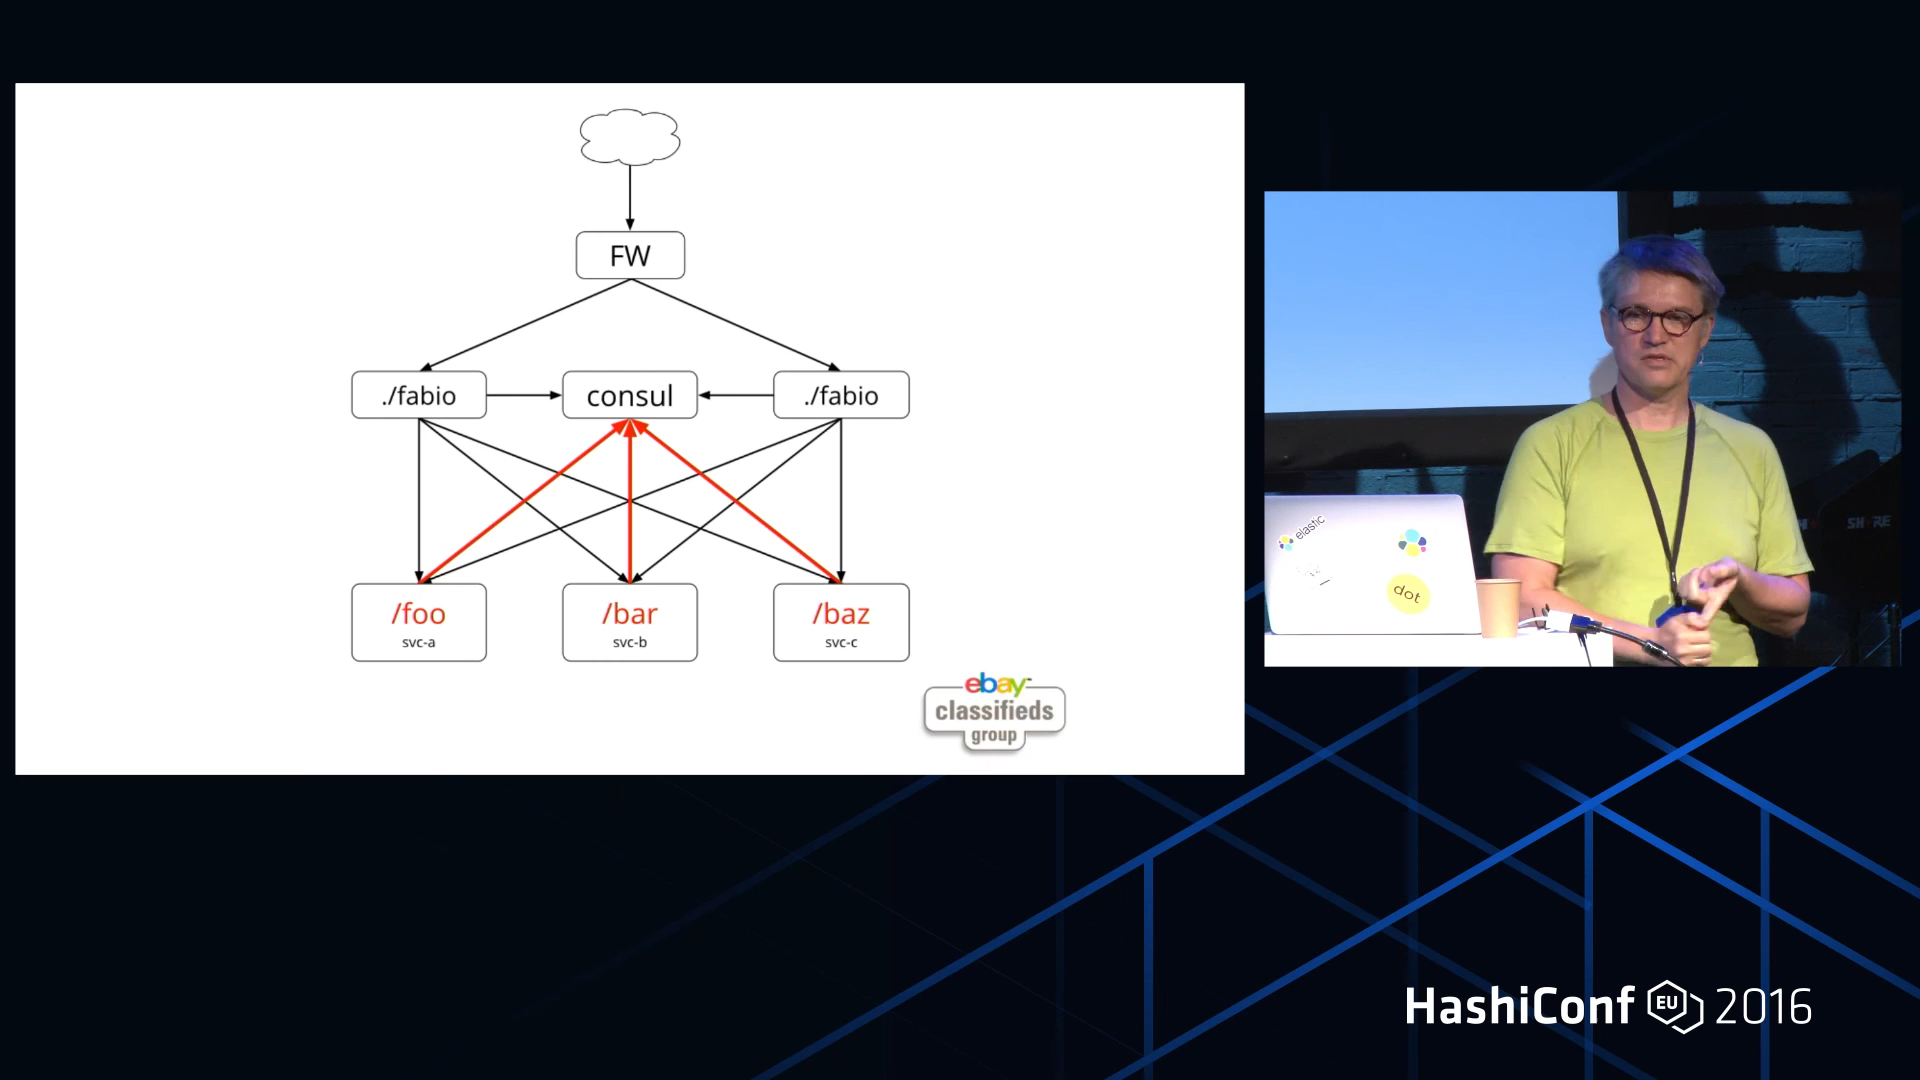 FW
./fabio
consul
./fabio
/foo
/bar
/baz
svc-a
svc-b
svc-c
ebay
classifieds
group
elastic
dot
HashiConf EU 2016